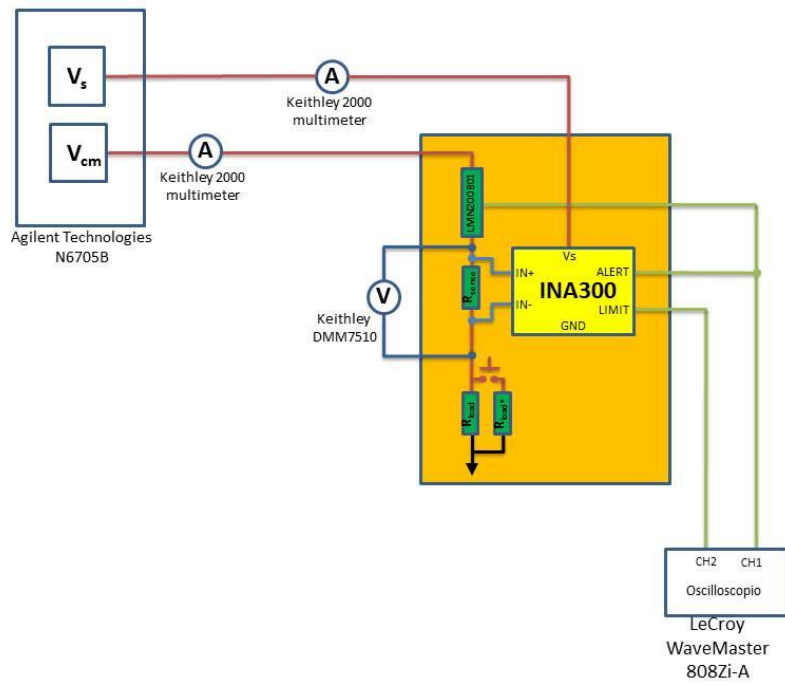 Vs
A
Keithley 2000
multimeter
Vcm
A
Keithley 2000
multimeter
Agilent Technologies
N6705B
LMN200B01
Vs
IN+
ALERT
INA300
IN-
LIMIT
GND
Rsense
V
Keithley
DMM7510
Rload
Rload*
CH2
CH1
Oscilloscopio
LeCroy
WaveMaster
808Zi-A